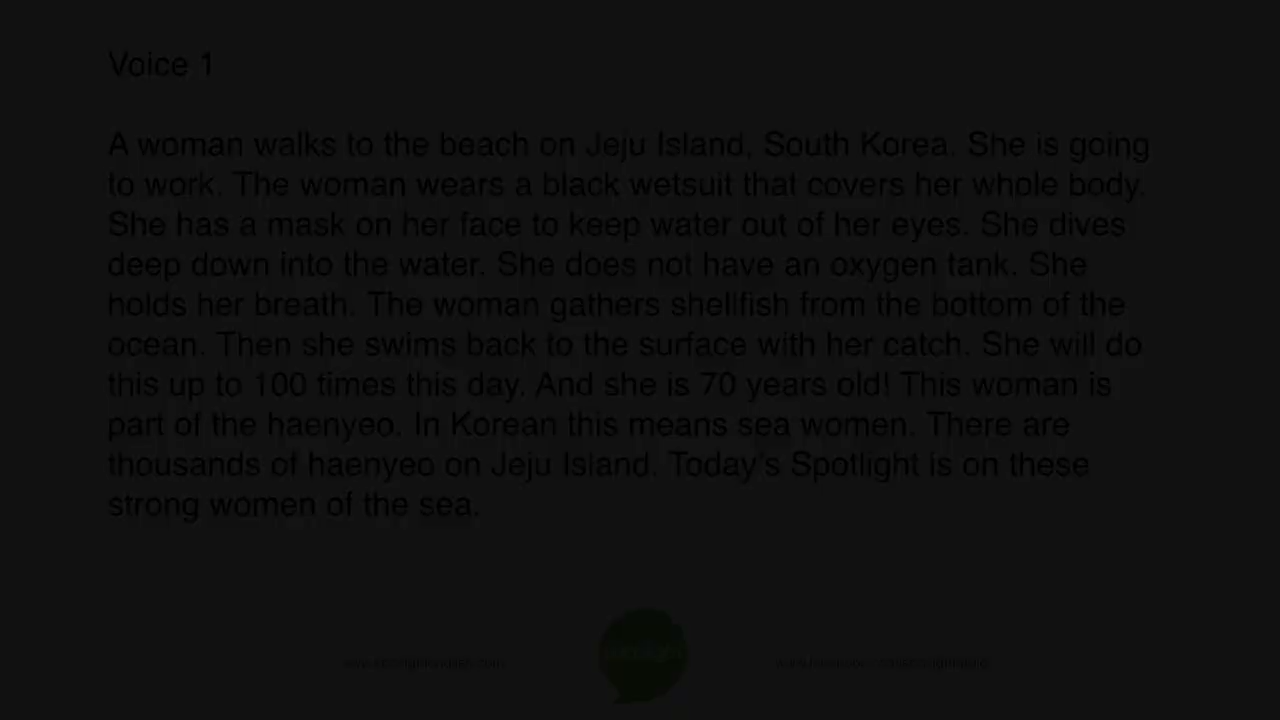 Voice 1
A woman walks to the beach on Jeju Island, South Korea. She is going
to work. The woman wears a black wetsuit that covers her whole body.
She has a mask on her face to keep water out of her eyes. She dives
deep down into the water. She does not have an oxygen tank. She
holds her breath. The woman gathers shellfish from the bottom of the
ocean. Then she swims back to the surface with her catch. She will do
this up to 100 times this day. And she is 70 years old! This woman is
part of the haenyeo. In Korean this means sea women. There are
thousands of haenyeo on Jeju Island. Today's Spotlight is on these
strong women of the sea.